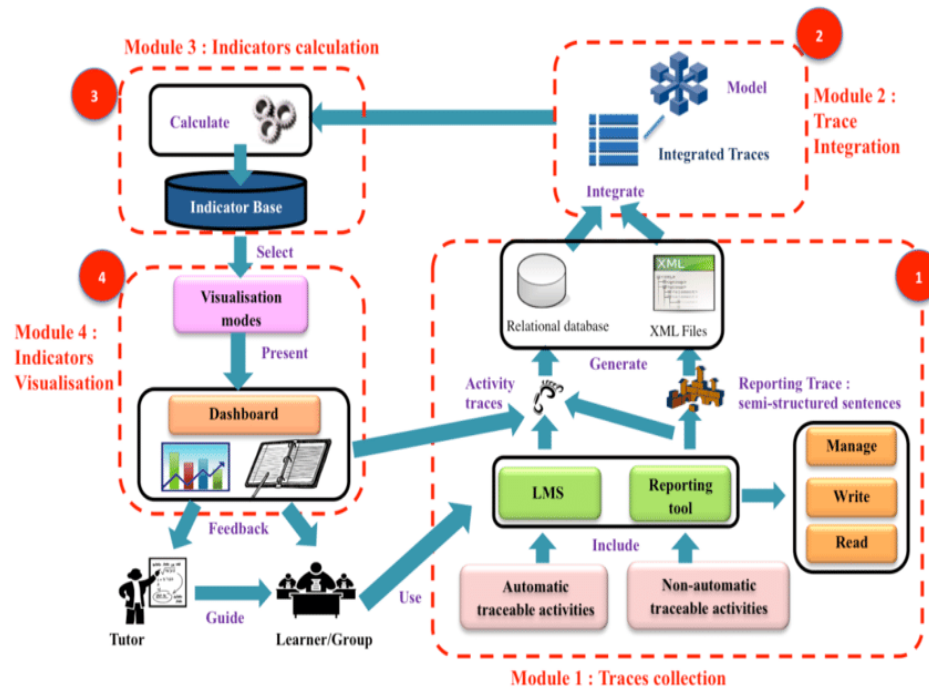 Module 3 : Indicators calculation
3
Calculate
Indicator Base
Select
2
Model
Module 2 :
Trace
Integration
Integrated Traces
Integrate
4
Module 4 :
Indicators
Visualisation
Visualisation
modes
Present
Dashboard
Feedback
Tutor
Guide
Learner/Group
Use
1
Relational database
XML
XML Files
Generate
Activity
traces
Reporting Trace :
semi-structured sentences
LMS
Reporting
tool
Manage
Write
Read
Include
Automatic
traceable activities
Non-automatic
traceable activities
Module 1 : Traces collection